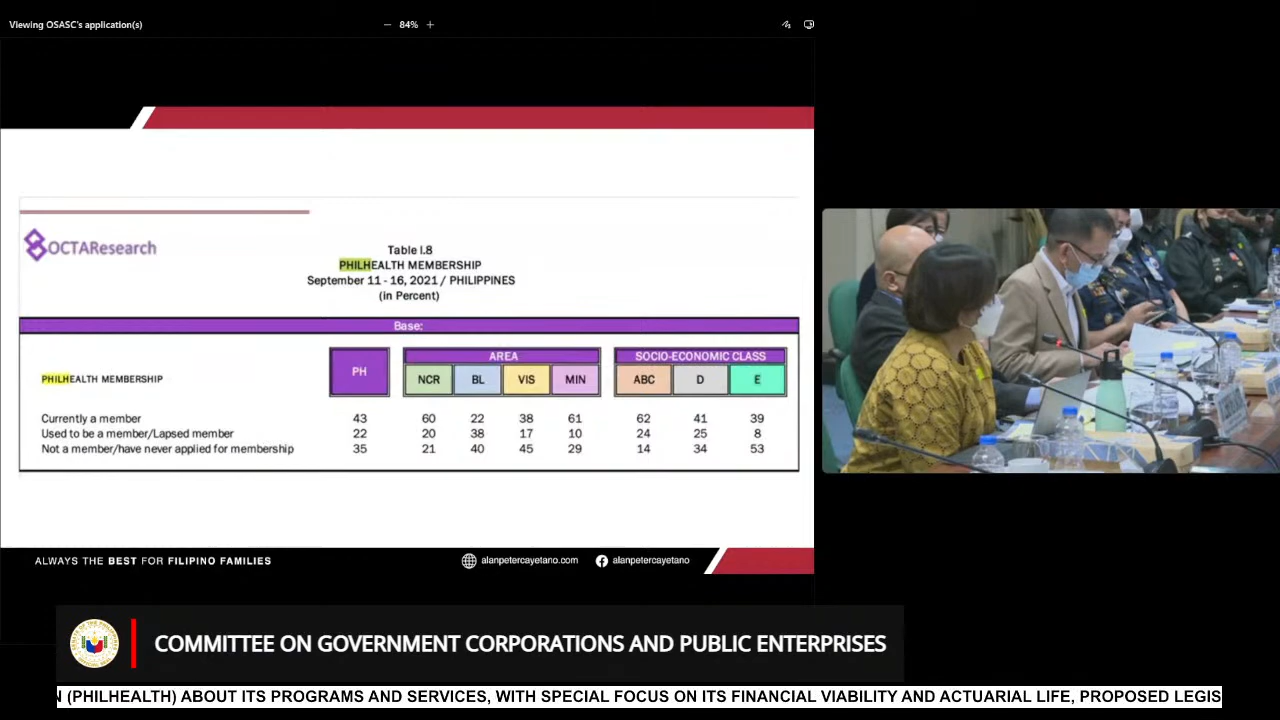 Viewing OSASC's application(s)
84%
OCTAResearch
Table I.8
PHILHEALTH MEMBERSHIP
September 11 - 16, 2021 / PHILIPPINES
(in Percent)
Base:
PHILHEALTH MEMBERSHIP
PH
AREA
SOCIO-ECONOMIC CLASS
NCR BL VIS MIN ABC D E
Currently a member 43 60 22 38 61 62 41 39
Used to be a member/Lapsed member 22 20 38 17 10 24 25 8
Not a member/have never applied for membership 35 21 40 45 29 14 34 53
ALWAYS THE BEST FOR FILIPINO FAMILIES
alanpetercayetano.com
alanpetercayetano
COMMITTEE ON GOVERNMENT CORPORATIONS AND PUBLIC ENTERPRISES
N (PHILHEALTH) ABOUT ITS PROGRAMS AND SERVICES, WITH SPECIAL FOCUS ON ITS FINANCIAL VIABILITY AND ACTUARIAL LIFE, PROPOSED LEGIS